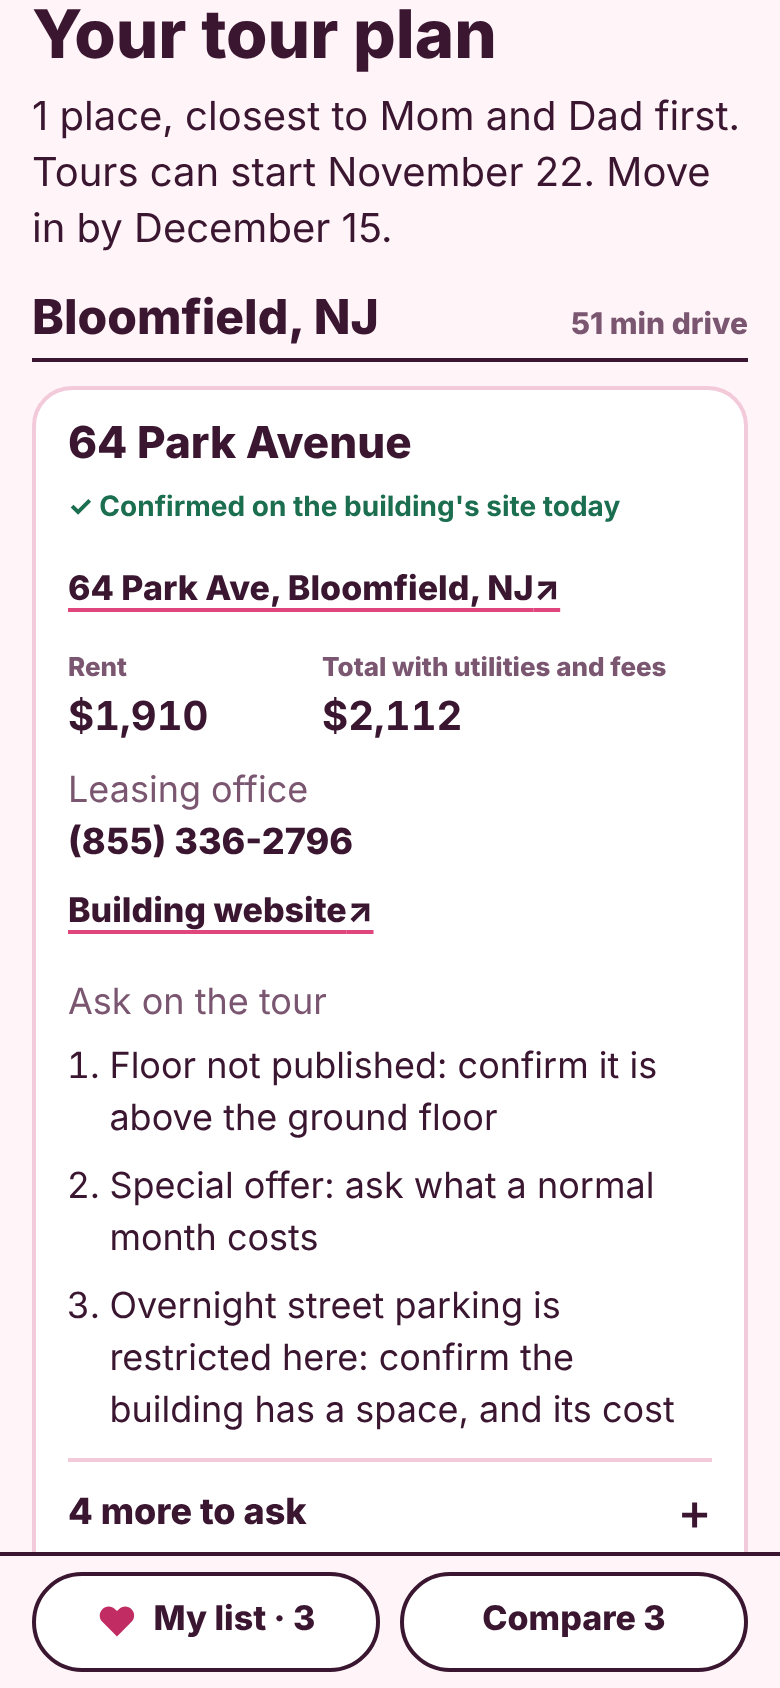 Your tour plan
1 place, closest to Mom and Dad first.
Tours can start November 22. Move
in by December 15.
Bloomfield, NJ
51 min drive
64 Park Avenue
✓ Confirmed on the building's site today
64 Park Ave, Bloomfield, NJ↗
Rent
Total with utilities and fees
$1,910
$2,112
Leasing office
(855) 336-2796
Building website↗
Ask on the tour
1. Floor not published: confirm it is
above the ground floor
2. Special offer: ask what a normal
month costs
3. Overnight street parking is
restricted here: confirm the
building has a space, and its cost
4 more to ask
+
♥ My list · 3
Compare 3